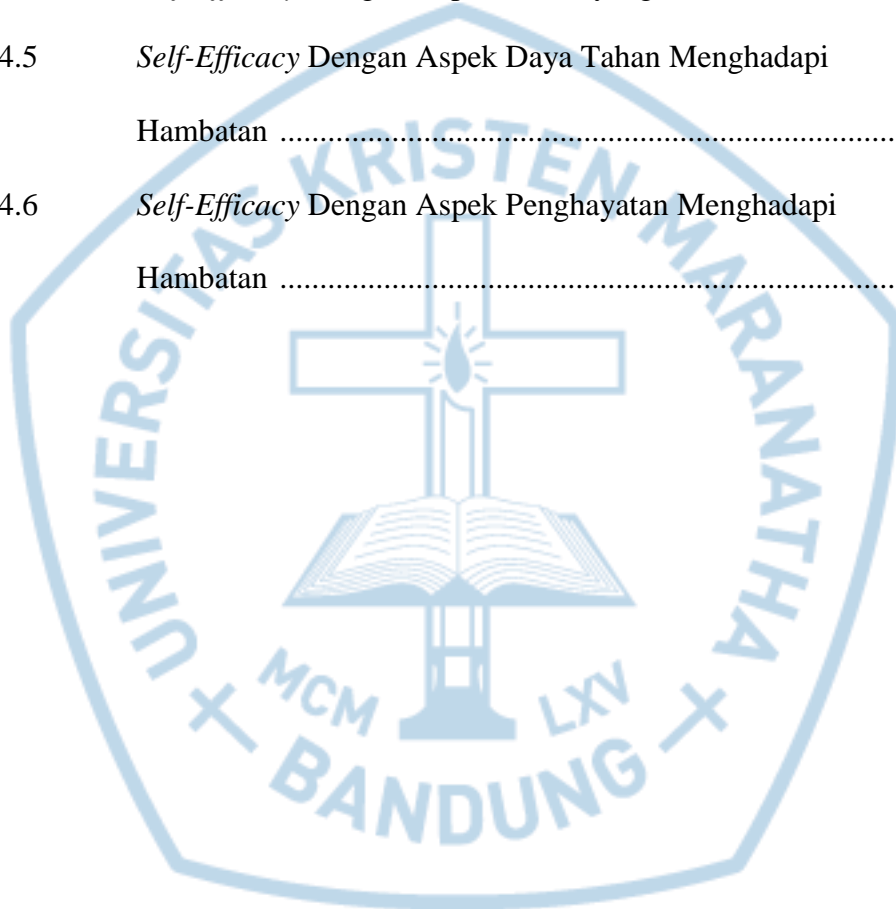 4.5 Self-Efficacy Dengan Aspek Daya Tahan Menghadapi
Hambatan ..............................................................................
4.6 Self-Efficacy Dengan Aspek Penghayatan Menghadapi
Hambatan ..............................................................................
UNIVERSITAS KRISTEN MARANATHA
MCM LXV
BANDUNG